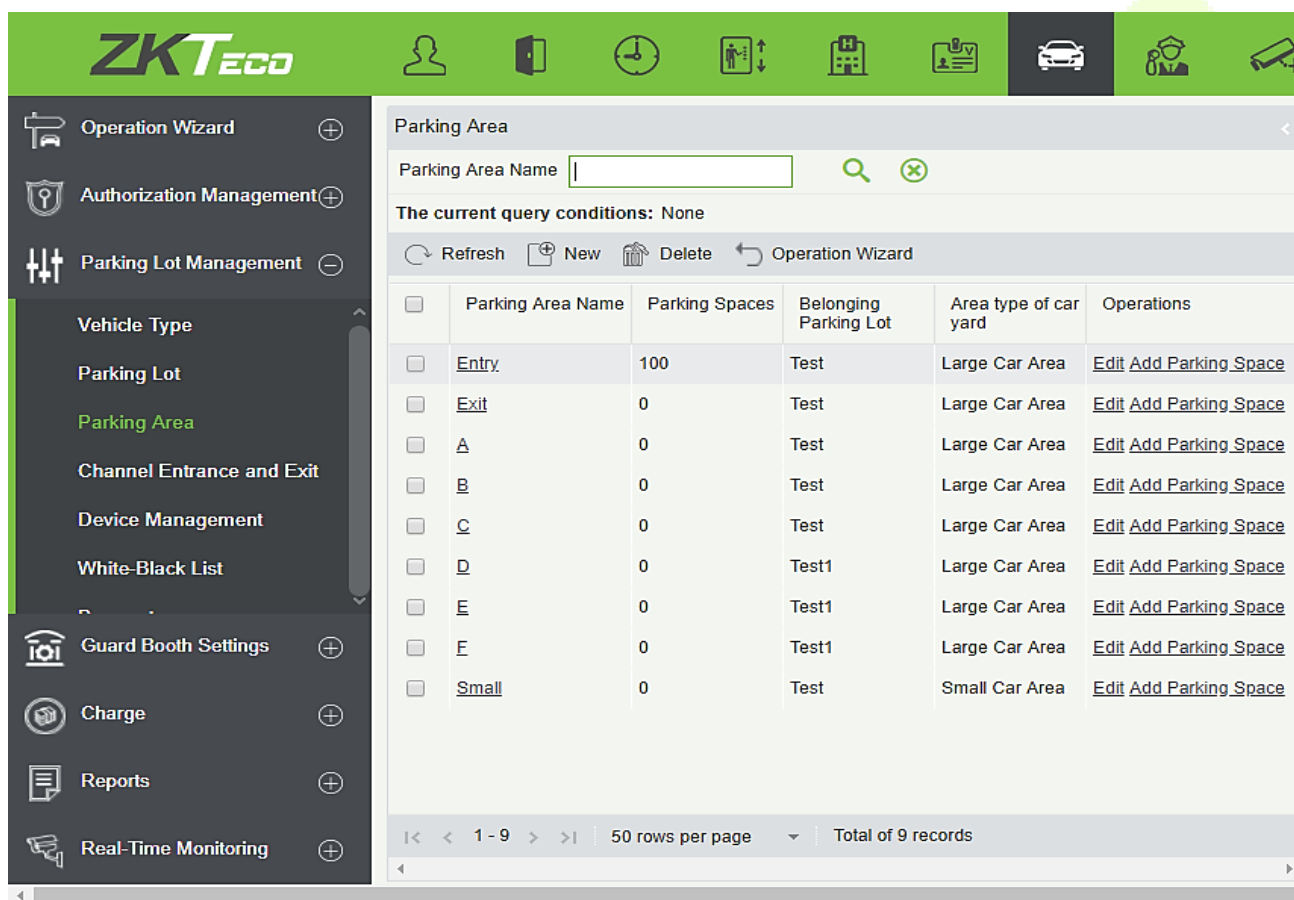 ZKTECO
Operation Wizard
Authorization Management
Parking Lot Management
Vehicle Type
Parking Lot
Parking Area
Channel Entrance and Exit
Device Management
White-Black List
Guard Booth Settings
Charge
Reports
Real-Time Monitoring
Parking Area
Parking Area Name
The current query conditions: None
Refresh New Delete Operation Wizard
Parking Area Name Parking Spaces Belonging Parking Lot Area type of car yard Operations
Entry 100 Test Large Car Area Edit Add Parking Space
Exit 0 Test Large Car Area Edit Add Parking Space
A 0 Test Large Car Area Edit Add Parking Space
B 0 Test Large Car Area Edit Add Parking Space
C 0 Test Large Car Area Edit Add Parking Space
D 0 Test1 Large Car Area Edit Add Parking Space
E 0 Test1 Large Car Area Edit Add Parking Space
F 0 Test1 Large Car Area Edit Add Parking Space
Small 0 Test Small Car Area Edit Add Parking Space
1 - 9 50 rows per page Total of 9 records